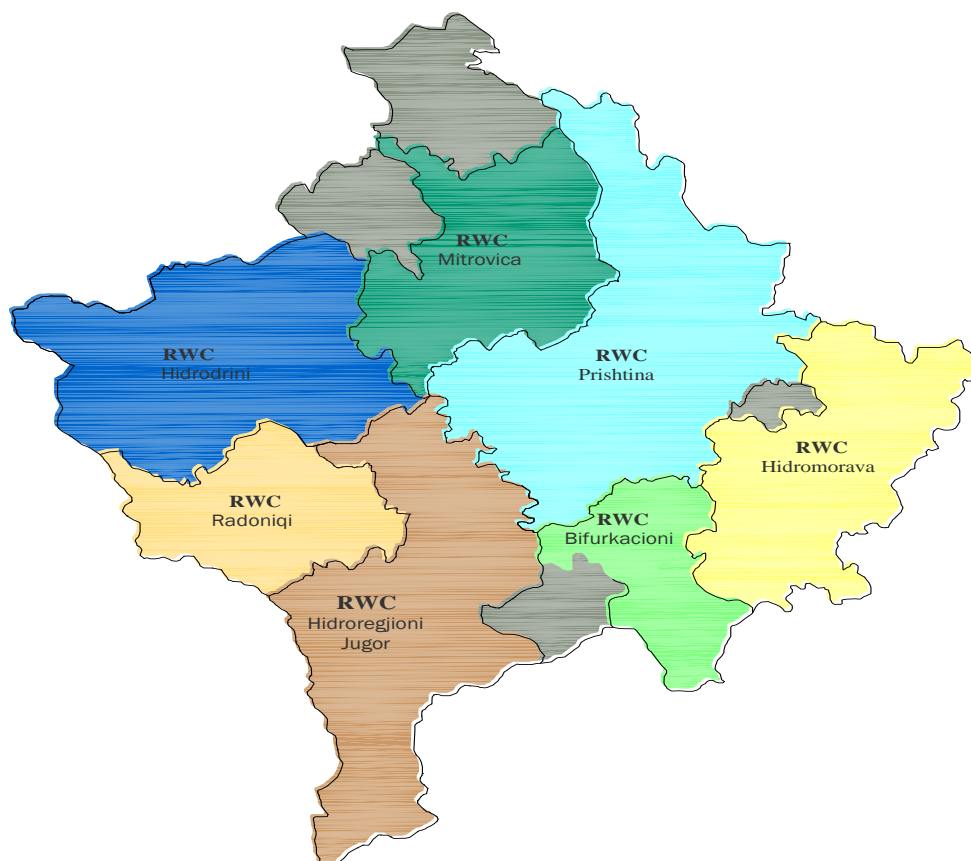 RWC
Mitrovica
RWC
Hidrodrini
RWC
Prishtina
RWC
Hidromorava
RWC
Radoniqi
RWC
Bifurkacioni
RWC
Hidroregjioni
Jugor